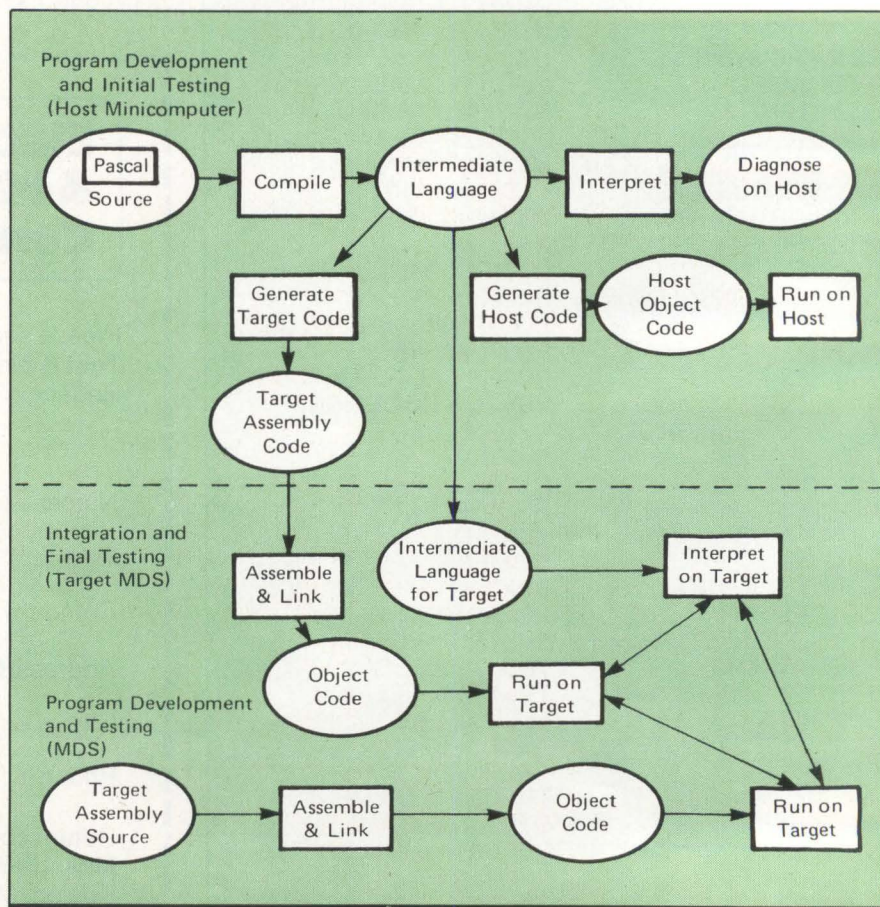 Program Development
and Initial Testing
(Host Minicomputer)
Pascal
Source
Compile
Intermediate
Language
Interpret
Diagnose
on Host
Generate
Target Code
Generate
Host Code
Host
Object
Code
Run on
Host
Target
Assembly
Code
Integration and
Final Testing
(Target MDS)
Assemble
& Link
Intermediate
Language
for Target
Interpret
on Target
Object
Code
Run on
Target
Program Development
and Testing
(MDS)
Target
Assembly
Source
Assemble
& Link
Object
Code
Run on
Target